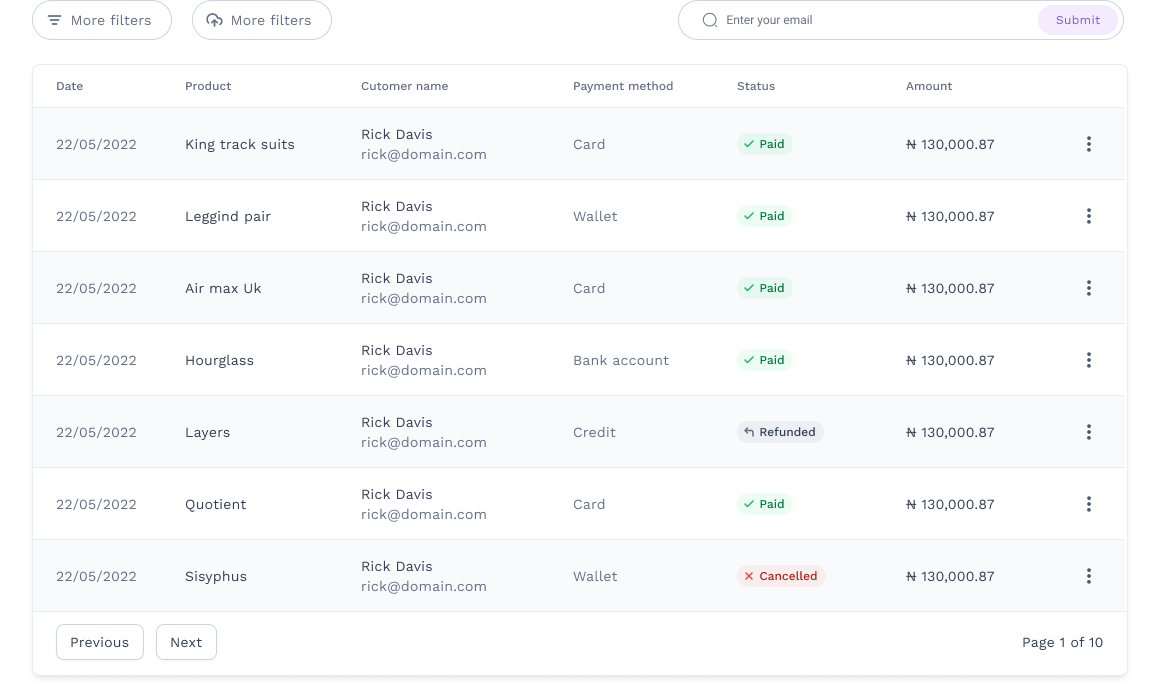 More filters
More filters
Enter your email
Submit
Date Product Cutomer name Payment method Status Amount
22/05/2022 King track suits Rick Davis Card Paid ₦ 130,000.87
rick@domain.com
22/05/2022 Leggind pair Rick Davis Wallet Paid ₦ 130,000.87
rick@domain.com
22/05/2022 Air max Uk Rick Davis Card Paid ₦ 130,000.87
rick@domain.com
22/05/2022 Hourglass Rick Davis Bank account Paid ₦ 130,000.87
rick@domain.com
22/05/2022 Layers Rick Davis Credit Refunded ₦ 130,000.87
rick@domain.com
22/05/2022 Quotient Rick Davis Card Paid ₦ 130,000.87
rick@domain.com
22/05/2022 Sisyphus Rick Davis Wallet Cancelled ₦ 130,000.87
rick@domain.com
Previous Next Page 1 of 10